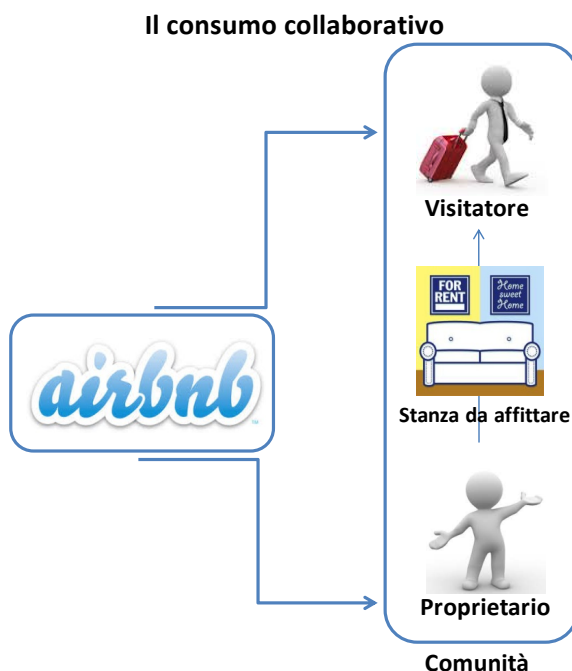 Il consumo collaborativo
Visitatore
FOR
RENT
Home
sweet
Home
airbnb
Stanza da affittare
Proprietario
Comunità